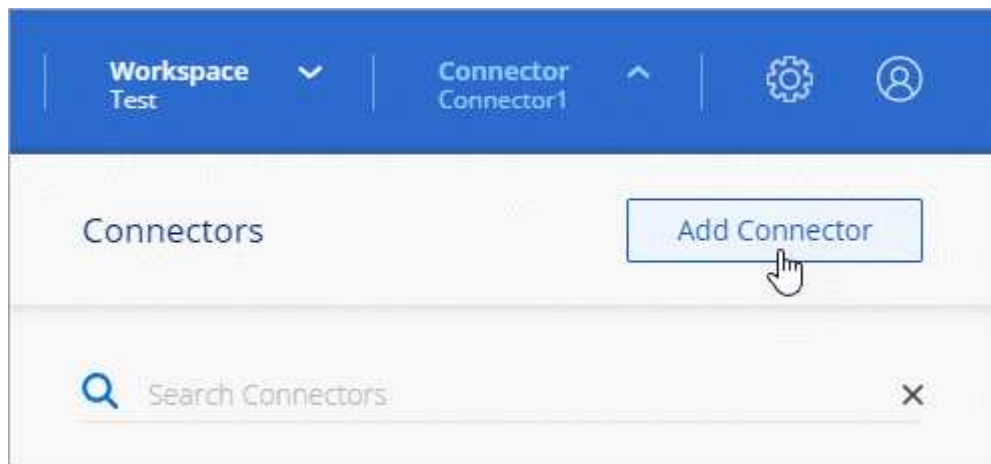 Workspace
Test
Connector
Connector1
Connectors
Add Connector
Search Connectors